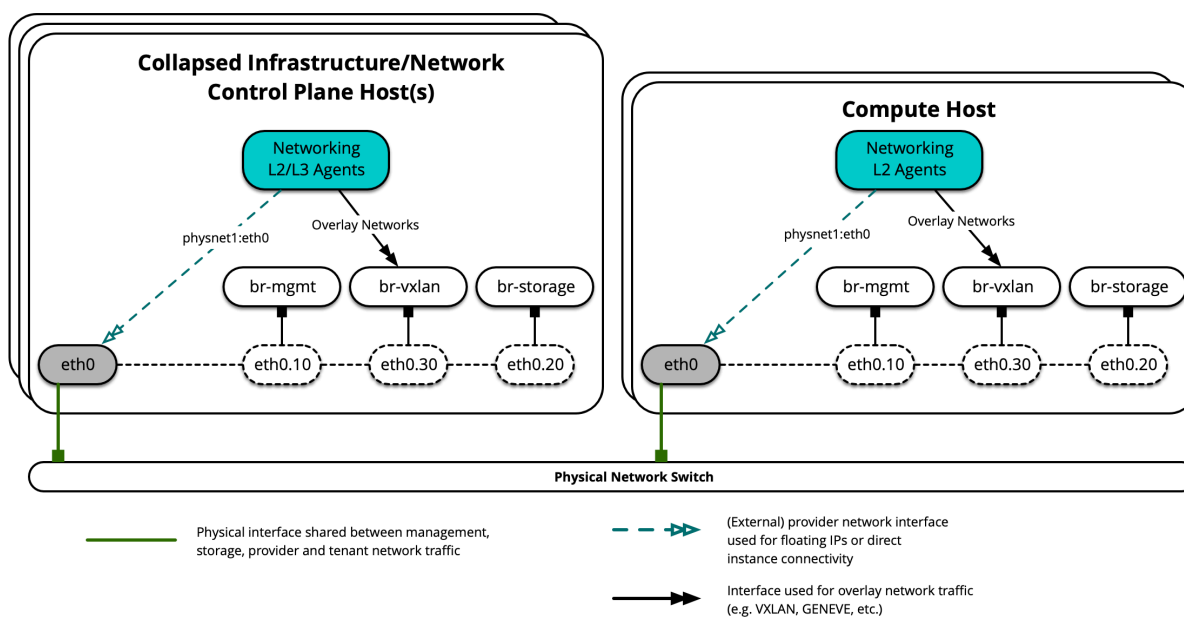 Collapsed Infrastructure/Network
Control Plane Host(s)
Networking
L2/L3 Agents
physnet1:eth0
Overlay Networks
br-mgmt
br-vxlan
br-storage
eth0
eth0.10
eth0.30
eth0.20
Compute Host
Networking
L2 Agents
physnet1:eth0
Overlay Networks
br-mgmt
br-vxlan
br-storage
eth0
eth0.10
eth0.30
eth0.20
Physical Network Switch
Physical interface shared between management,
storage, provider and tenant network traffic
(External) provider network interface
used for floating IPs or direct
instance connectivity
Interface used for overlay network traffic
(e.g. VXLAN, GENEVE, etc.)